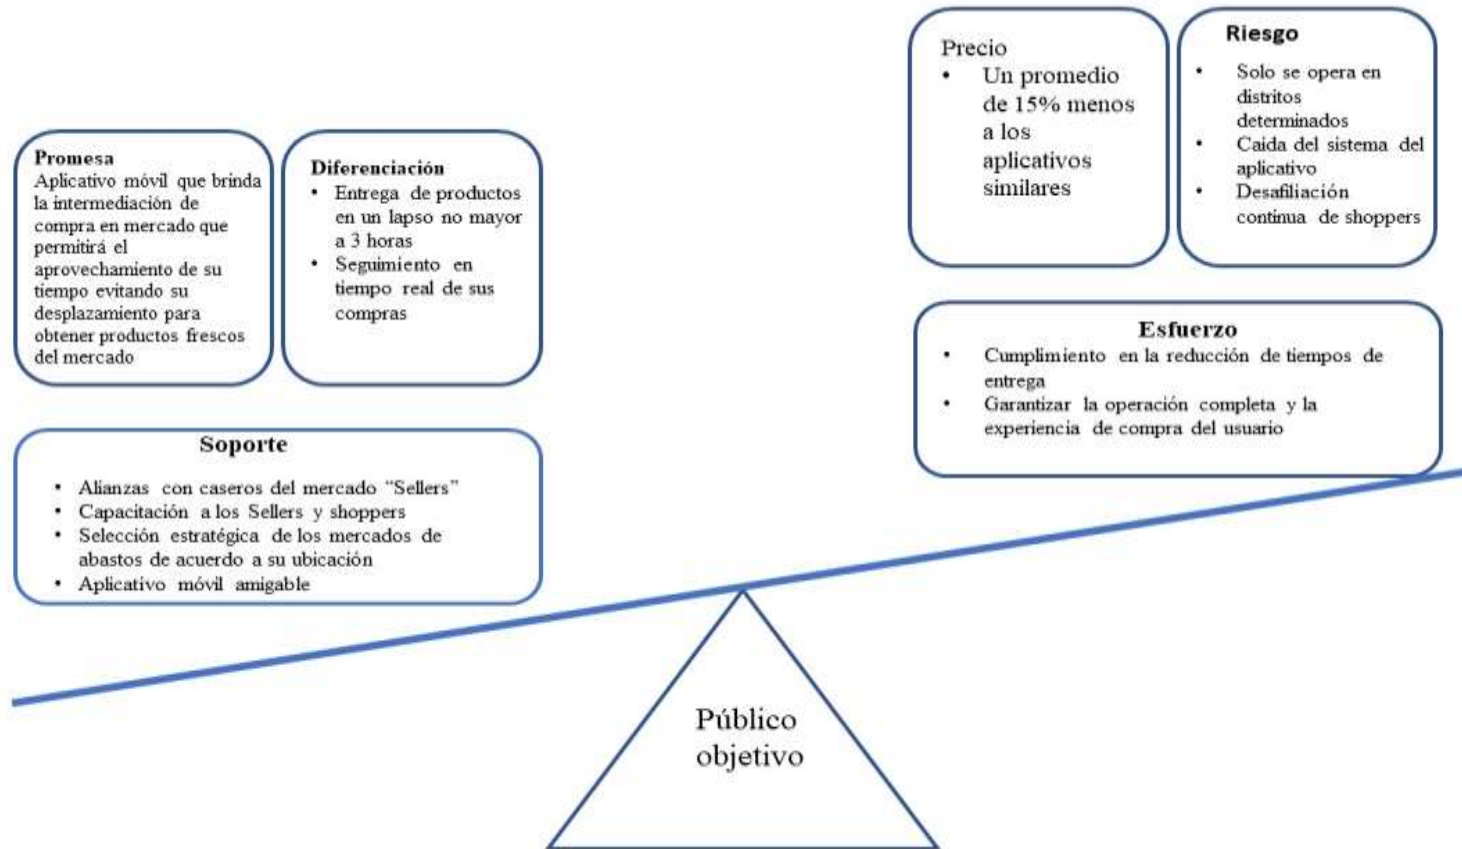 Promesa
Aplicativo móvil que brinda
la intermediación de
compra en mercado que
permitirá el
aprovechamiento de su
tiempo evitando su
desplazamiento para
obtener productos frescos
del mercado
Diferenciación
• Entrega de productos
en un lapso no mayor
a 3 horas
• Seguimiento en
tiempo real de sus
compras
Soporte
• Alianzas con caseros del mercado “Sellers”
• Capacitación a los Sellers y shoppers
• Selección estratégica de los mercados de
abastos de acuerdo a su ubicación
• Aplicativo móvil amigable
Precio
• Un promedio
de 15% menos
a los
aplicativos
similares
Riesgo
• Solo se opera en
distritos
determinados
• Caida del sistema del
aplicativo
• Desafiliación
continua de shoppers
Esfuerzo
• Cumplimiento en la reducción de tiempos de
entrega
• Garantizar la operación completa y la
experiencia de compra del usuario
Público
objetivo